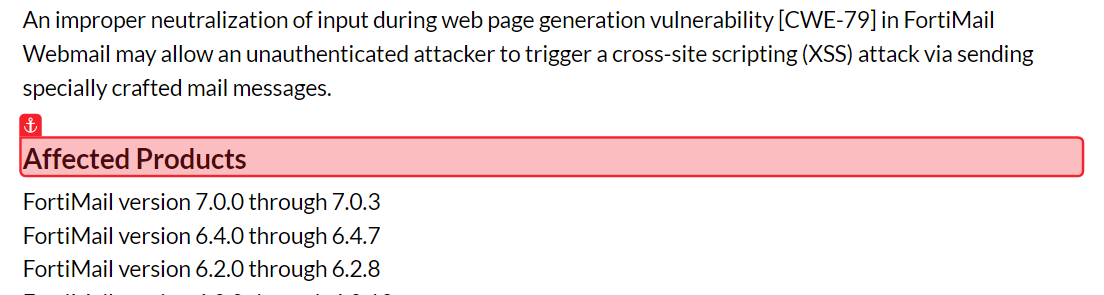 An improper neutralization of input during web page generation vulnerability [CWE-79] in FortiMail
Webmail may allow an unauthenticated attacker to trigger a cross-site scripting (XSS) attack via sending
specially crafted mail messages.
Affected Products
FortiMail version 7.0.0 through 7.0.3
FortiMail version 6.4.0 through 6.4.7
FortiMail version 6.2.0 through 6.2.8